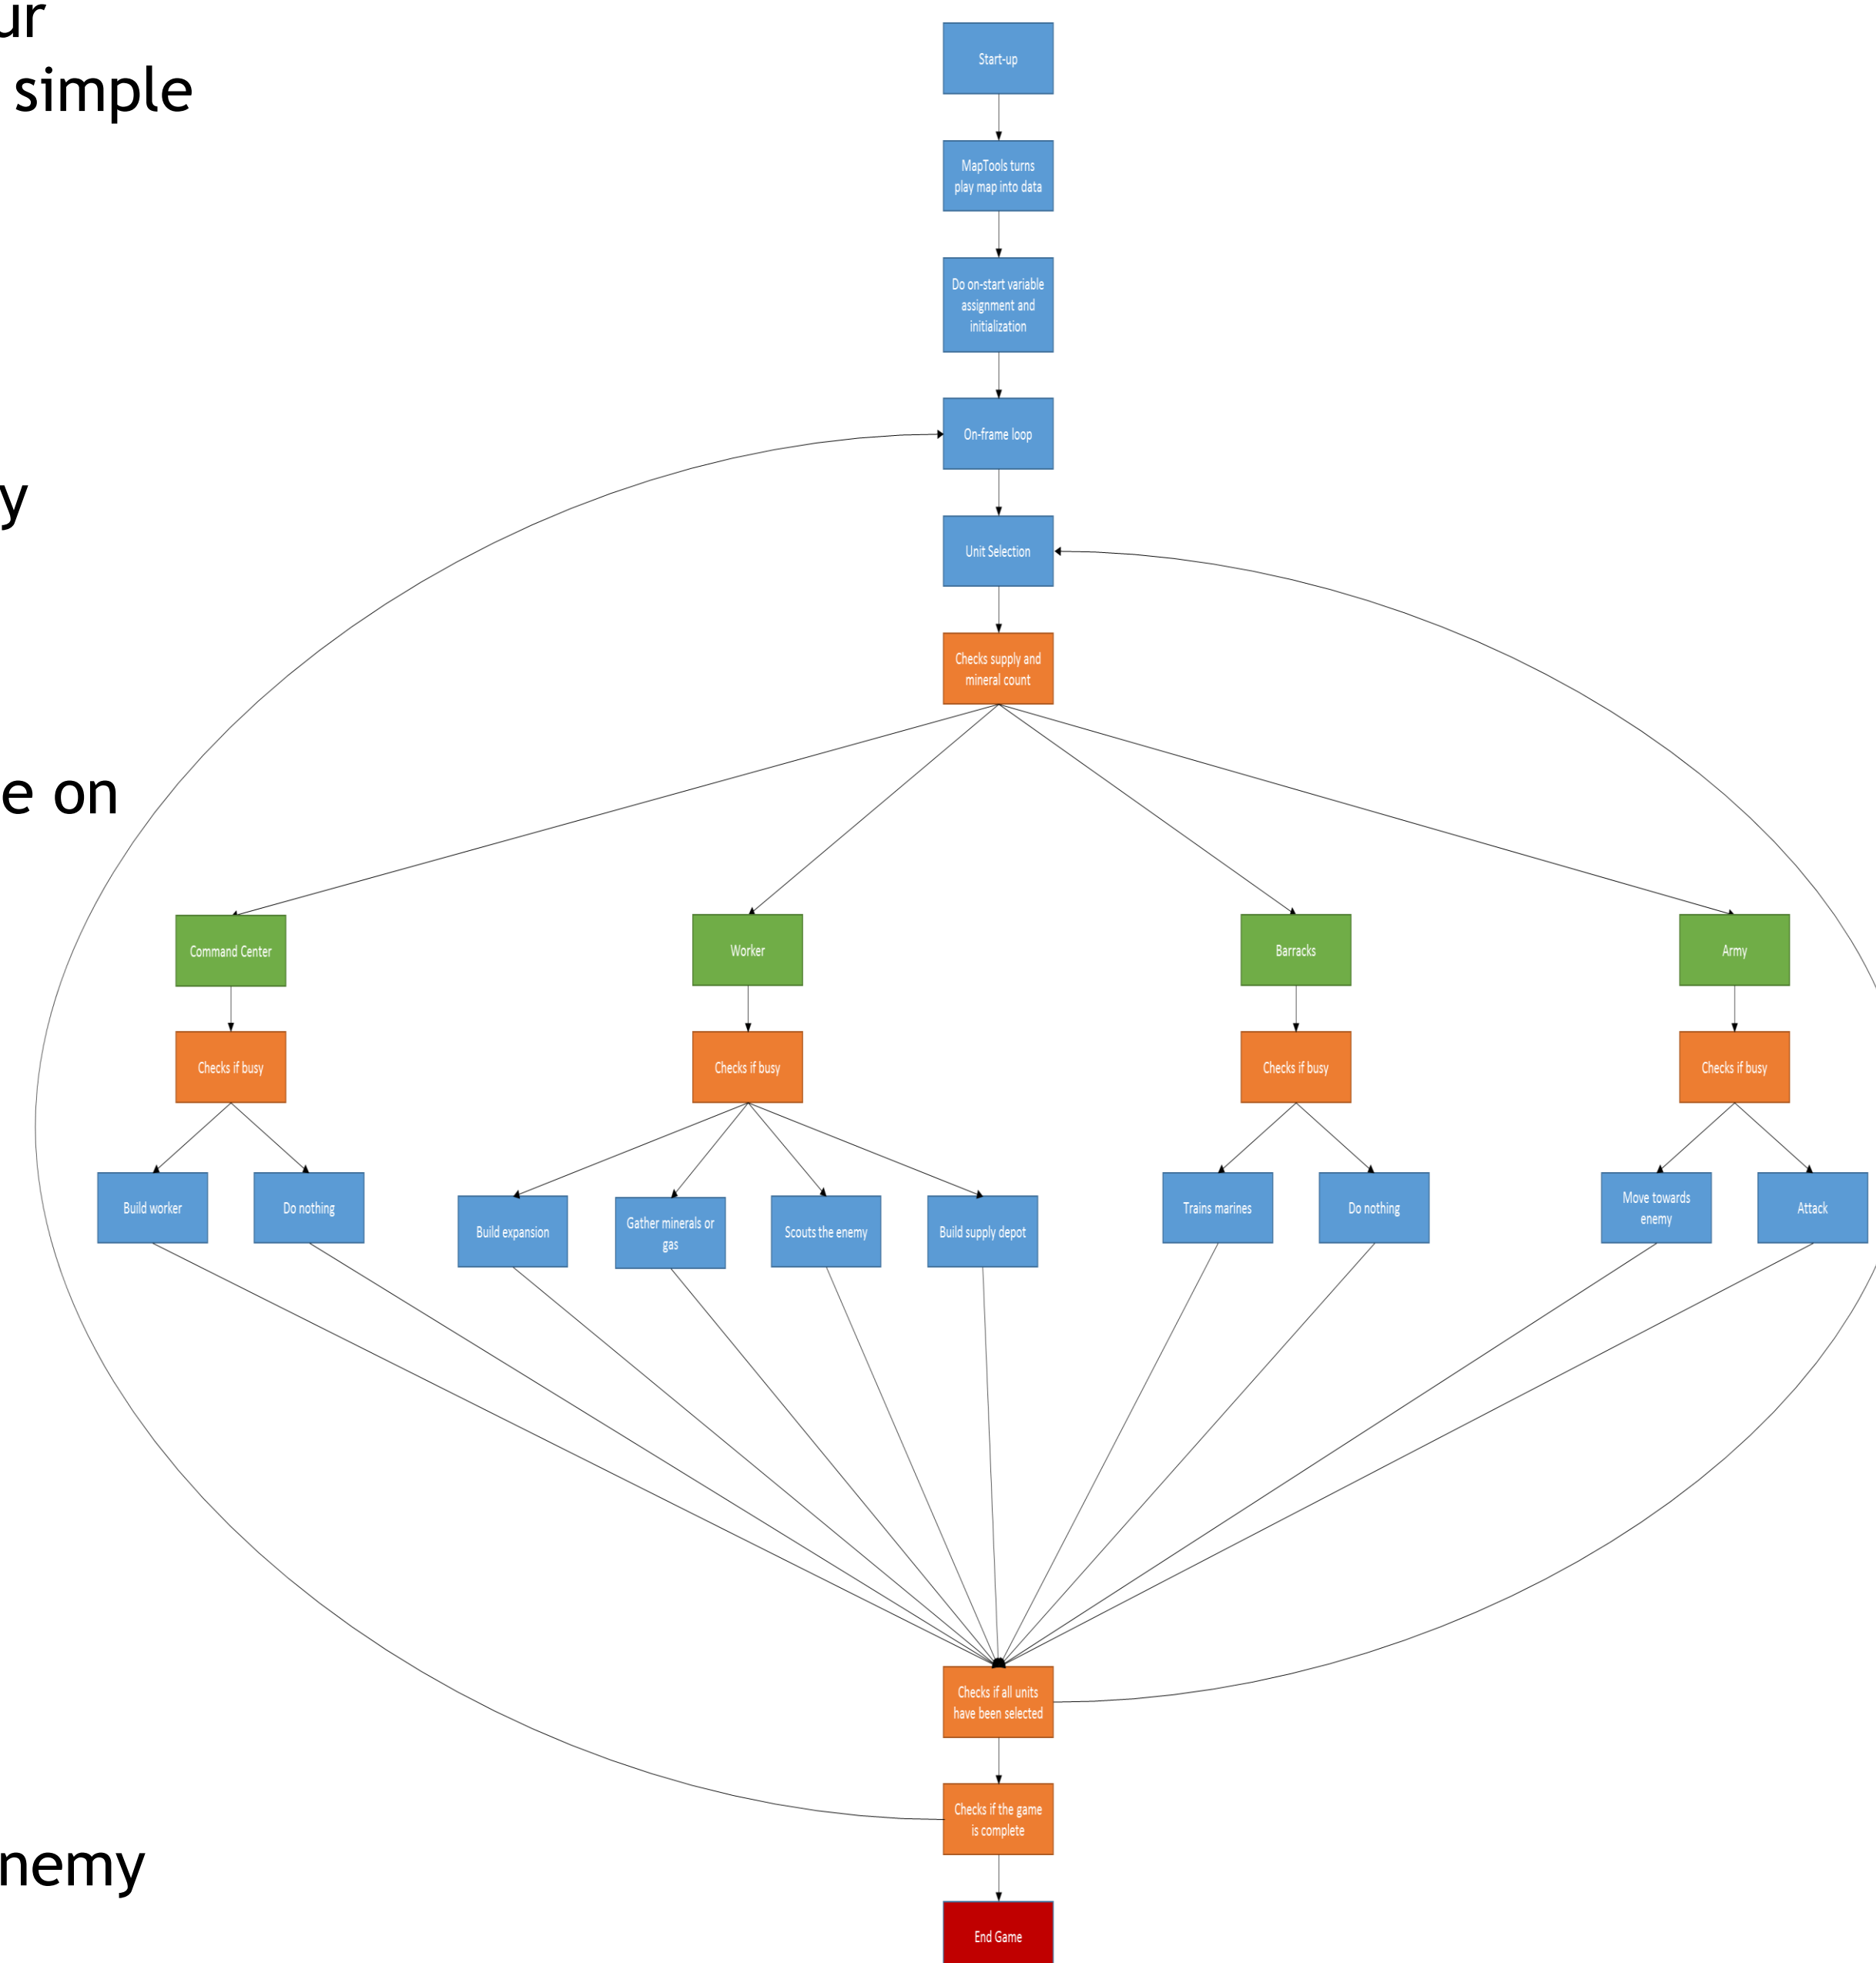 ur
simple
y
e on
nemy
Start-up
MapTools turns
play map into data
Do on-start variable
assignment and
initialization
On-frame loop
Unit Selection
Checks supply and
mineral count
Command Center
Worker
Barracks
Army
Checks if busy
Checks if busy
Checks if busy
Checks if busy
Build worker
Do nothing
Build expansion
Gather minerals or
gas
Scouts the enemy
Build supply depot
Trains marines
Do nothing
Move towards
enemy
Attack
Checks if all units
have been selected
Checks if the game
is complete
End Game